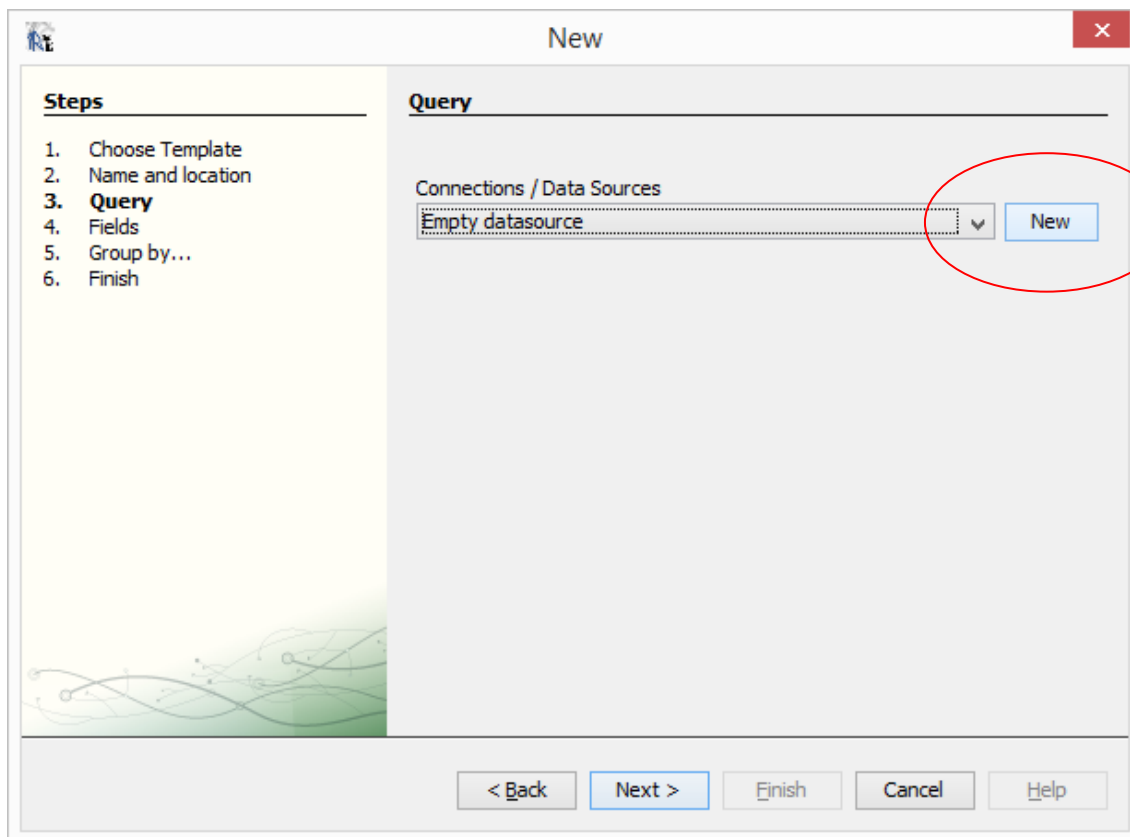 New
Steps
1. Choose Template
2. Name and location
3. Query
4. Fields
5. Group by...
6. Finish
Query
Connections / Data Sources
Empty datasource
New
< Back
Next >
Finish
Cancel
Help